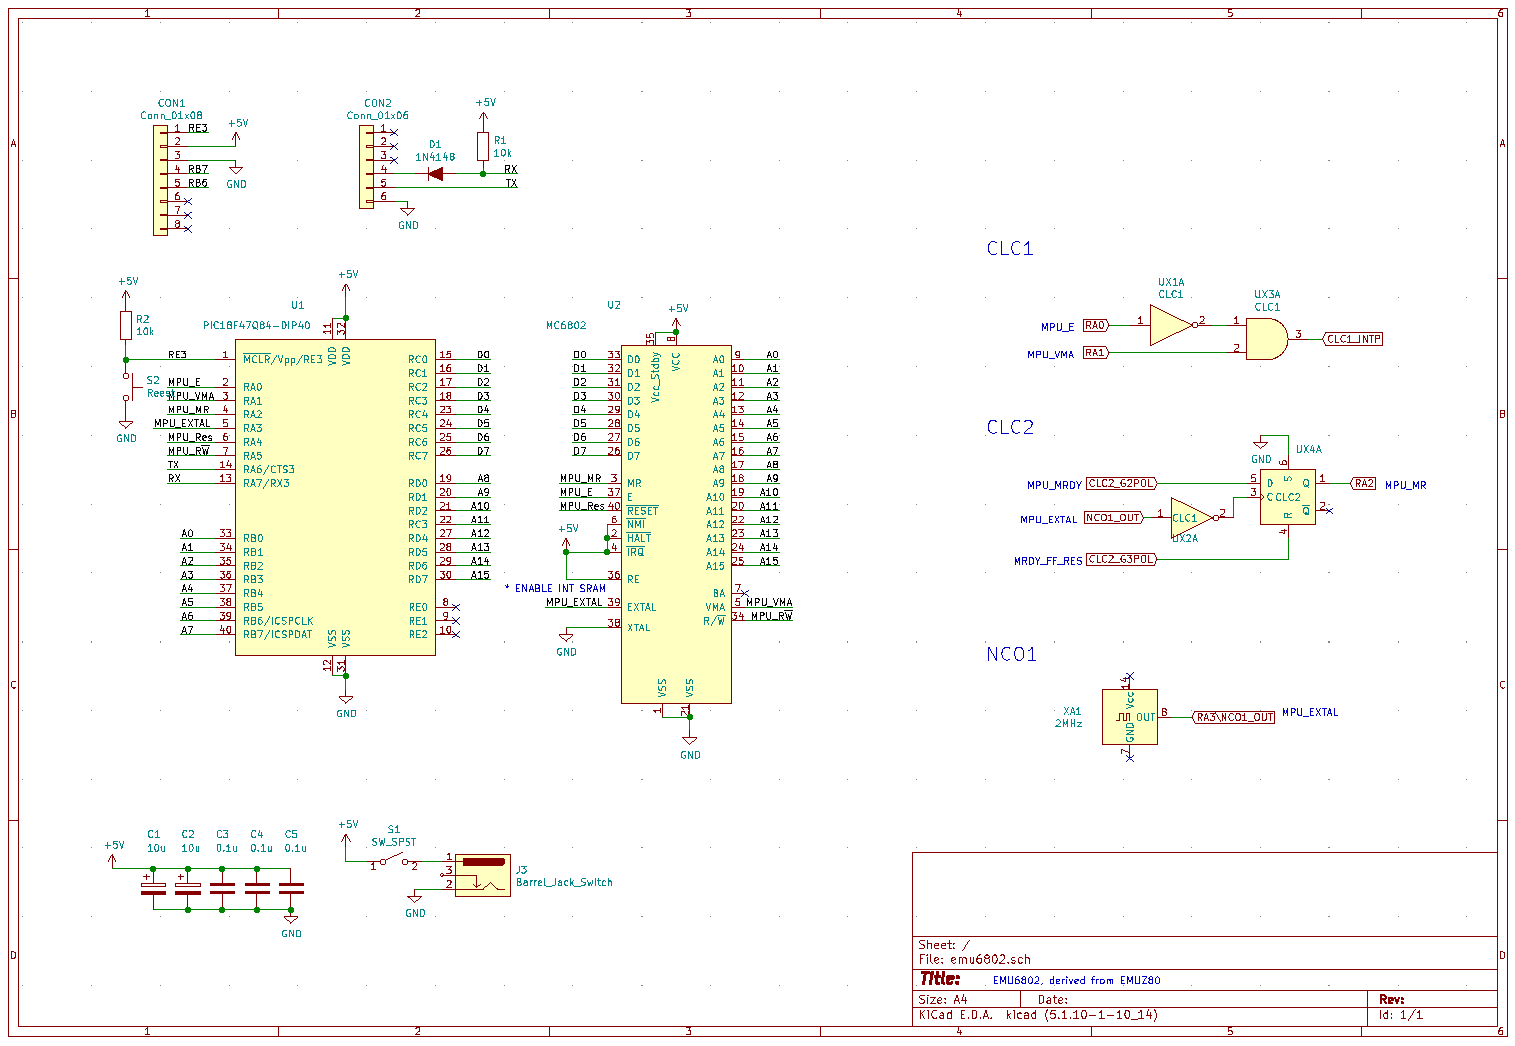 1 2 3 4 5 6
A A
CON1
Conn_01x08
1 RE3
2
3
4 RB7
5 RB6
6
7
8
+5V
GND
CON2
Conn_01x06
1
2
3
4
5
6
D1
1N4148
+5V
R1
10k
RX
TX
GND
+5V
R2
10k
S2
Reest
GND
U1
PIC18F47Q84-DIP40
+5V
11 VDD
32 VDD
RE3 1 MCLR/Vpp/RE3
MPU_E 2 RA0
MPU_VMA 3 RA1
MPU_MR 4 RA2
MPU_EXTAL 5 RA3
MPU_Res 6 RA4
MPU_RW 7 RA5
TX 14 RA6/CTS3
RX 13 RA7/RX3
A0 33 RB0
A1 34 RB1
A2 35 RB2
A3 36 RB3
A4 37 RB4
A5 38 RB5
A6 39 RB6/ICSPCLK
A7 40 RB7/ICSPDAT
RC0 15 D0
RC1 16 D1
RC2 17 D2
RC3 18 D3
RC4 23 D4
RC5 24 D5
RC6 25 D6
RC7 26 D7
RD0 19 A8
RD1 20 A9
RD2 21 A10
RC3 22 A11
RD4 27 A12
RD5 28 A13
RD6 29 A14
RD7 30 A15
RE0 8
RE1 9
RE2 10
VSS 12
VSS 31
GND
U2
MC6802
+5V
35 Vcc_Stdby
8 VCC
D0 33 D0
D1 32 D1
D2 31 D2
D3 30 D3
D4 29 D4
D5 28 D5
D6 27 D6
D7 26 D7
MPU_MR 3 MR
MPU_E 37 E
MPU_Res 40 RESET
6 NMI
2 HALT
4 IRQ
+5V
36 RE
* ENABLE INT SRAM
MPU_EXTAL 39 EXTAL
38 XTAL
GND
A0 9 A0
A1 10 A1
A2 11 A2
A3 12 A3
A4 13 A4
A5 14 A5
A6 15 A6
A7 16 A7
A8 17 A8
A9 18 A9
A10 19 A10
A11 20 A11
A12 22 A12
A13 23 A13
A14 24 A14
A15 25 A15
BA 7
VMA 5 MPU_VMA
R/W 34 MPU_RW
VSS 1
VSS 21
GND
CLC1
UX1A
CLC1
UX3A
CLC1
MPU_E RA0 1 2 1
MPU_VMA RA1 2
3 CLC1_INTP
B B
CLC2
GND
UX4A
6 S
MPU_MRDY CLC2_G2POL 5 D
Q 1 RA2 MPU_MR
MPU_EXTAL NCO1_OUT 1 CLC1 2
UX2A
3 C CLC2
Q 2
R 4
MRDY_FF_RES CLC2_G3POL
NCO1
XA1
2MHz
14 Vcc
OUT 8
GND 7
RA3\NCO1_OUT MPU_EXTAL
C C
+5V
C1
10u
C2
10u
C3
0.1u
C4
0.1u
C5
0.1u
GND
+5V
S1
SW_SPST
1 2
1
3
2
J3
Barrel_Jack_Switch
GND
D D
Sheet: /
File: emu6802.sch
Title: EMU6802, derived from EMUZ80
Size: A4 Date: Rev:
KiCad E.D.A. kicad (5.1.10-1-10_14) Id: 1/1
1 2 3 4 5 6